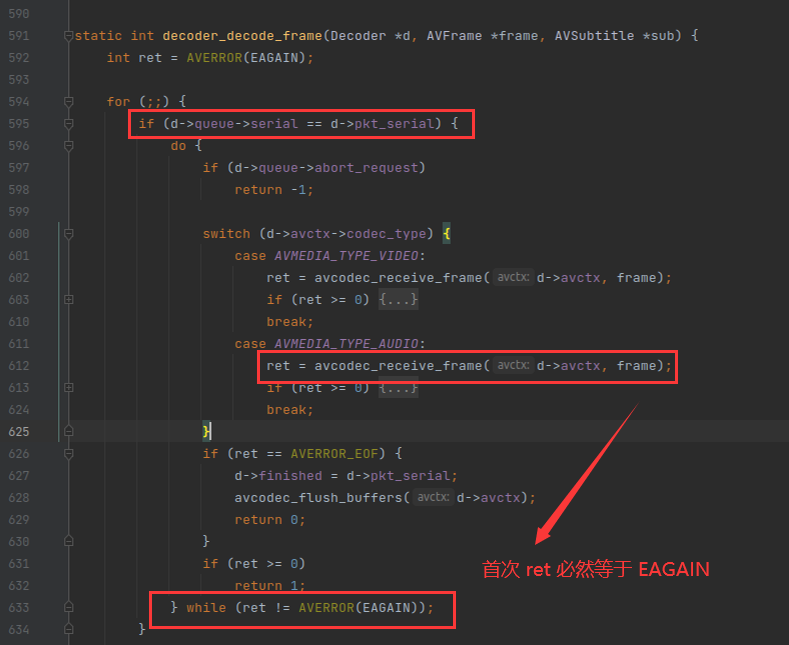 590
591 static int decoder_decode_frame(Decoder *d, AVFrame *frame, AVSubtitle *sub) {
592 int ret = AVERROR(EAGAIN);
593
594 for (;;) {
595 if (d->queue->serial == d->pkt_serial) {
596 do {
597 if (d->queue->abort_request)
598 return -1;
599
600 switch (d->avctx->codec_type) {
601 case AVMEDIA_TYPE_VIDEO:
602 ret = avcodec_receive_frame( avctx: d->avctx, frame);
603 if (ret >= 0) {...}
610 break;
611 case AVMEDIA_TYPE_AUDIO:
612 ret = avcodec_receive_frame( avctx: d->avctx, frame);
613 if (ret >= 0) {...}
624 break;
625 }
626 if (ret == AVERROR_EOF) {
627 d->finished = d->pkt_serial;
628 avcodec_flush_buffers( avctx: d->avctx);
629 return 0;
630 }
631 if (ret >= 0)
首次 ret 必然等于 EAGAIN
632 return 1;
633 } while (ret != AVERROR(EAGAIN));
634 }